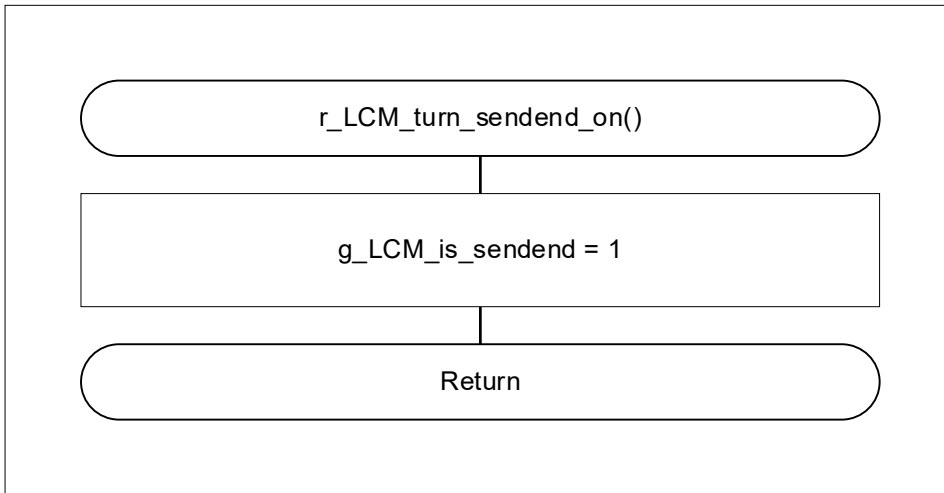 r_LCM_turn_sendend_on()
g_LCM_is_sendend = 1
Return